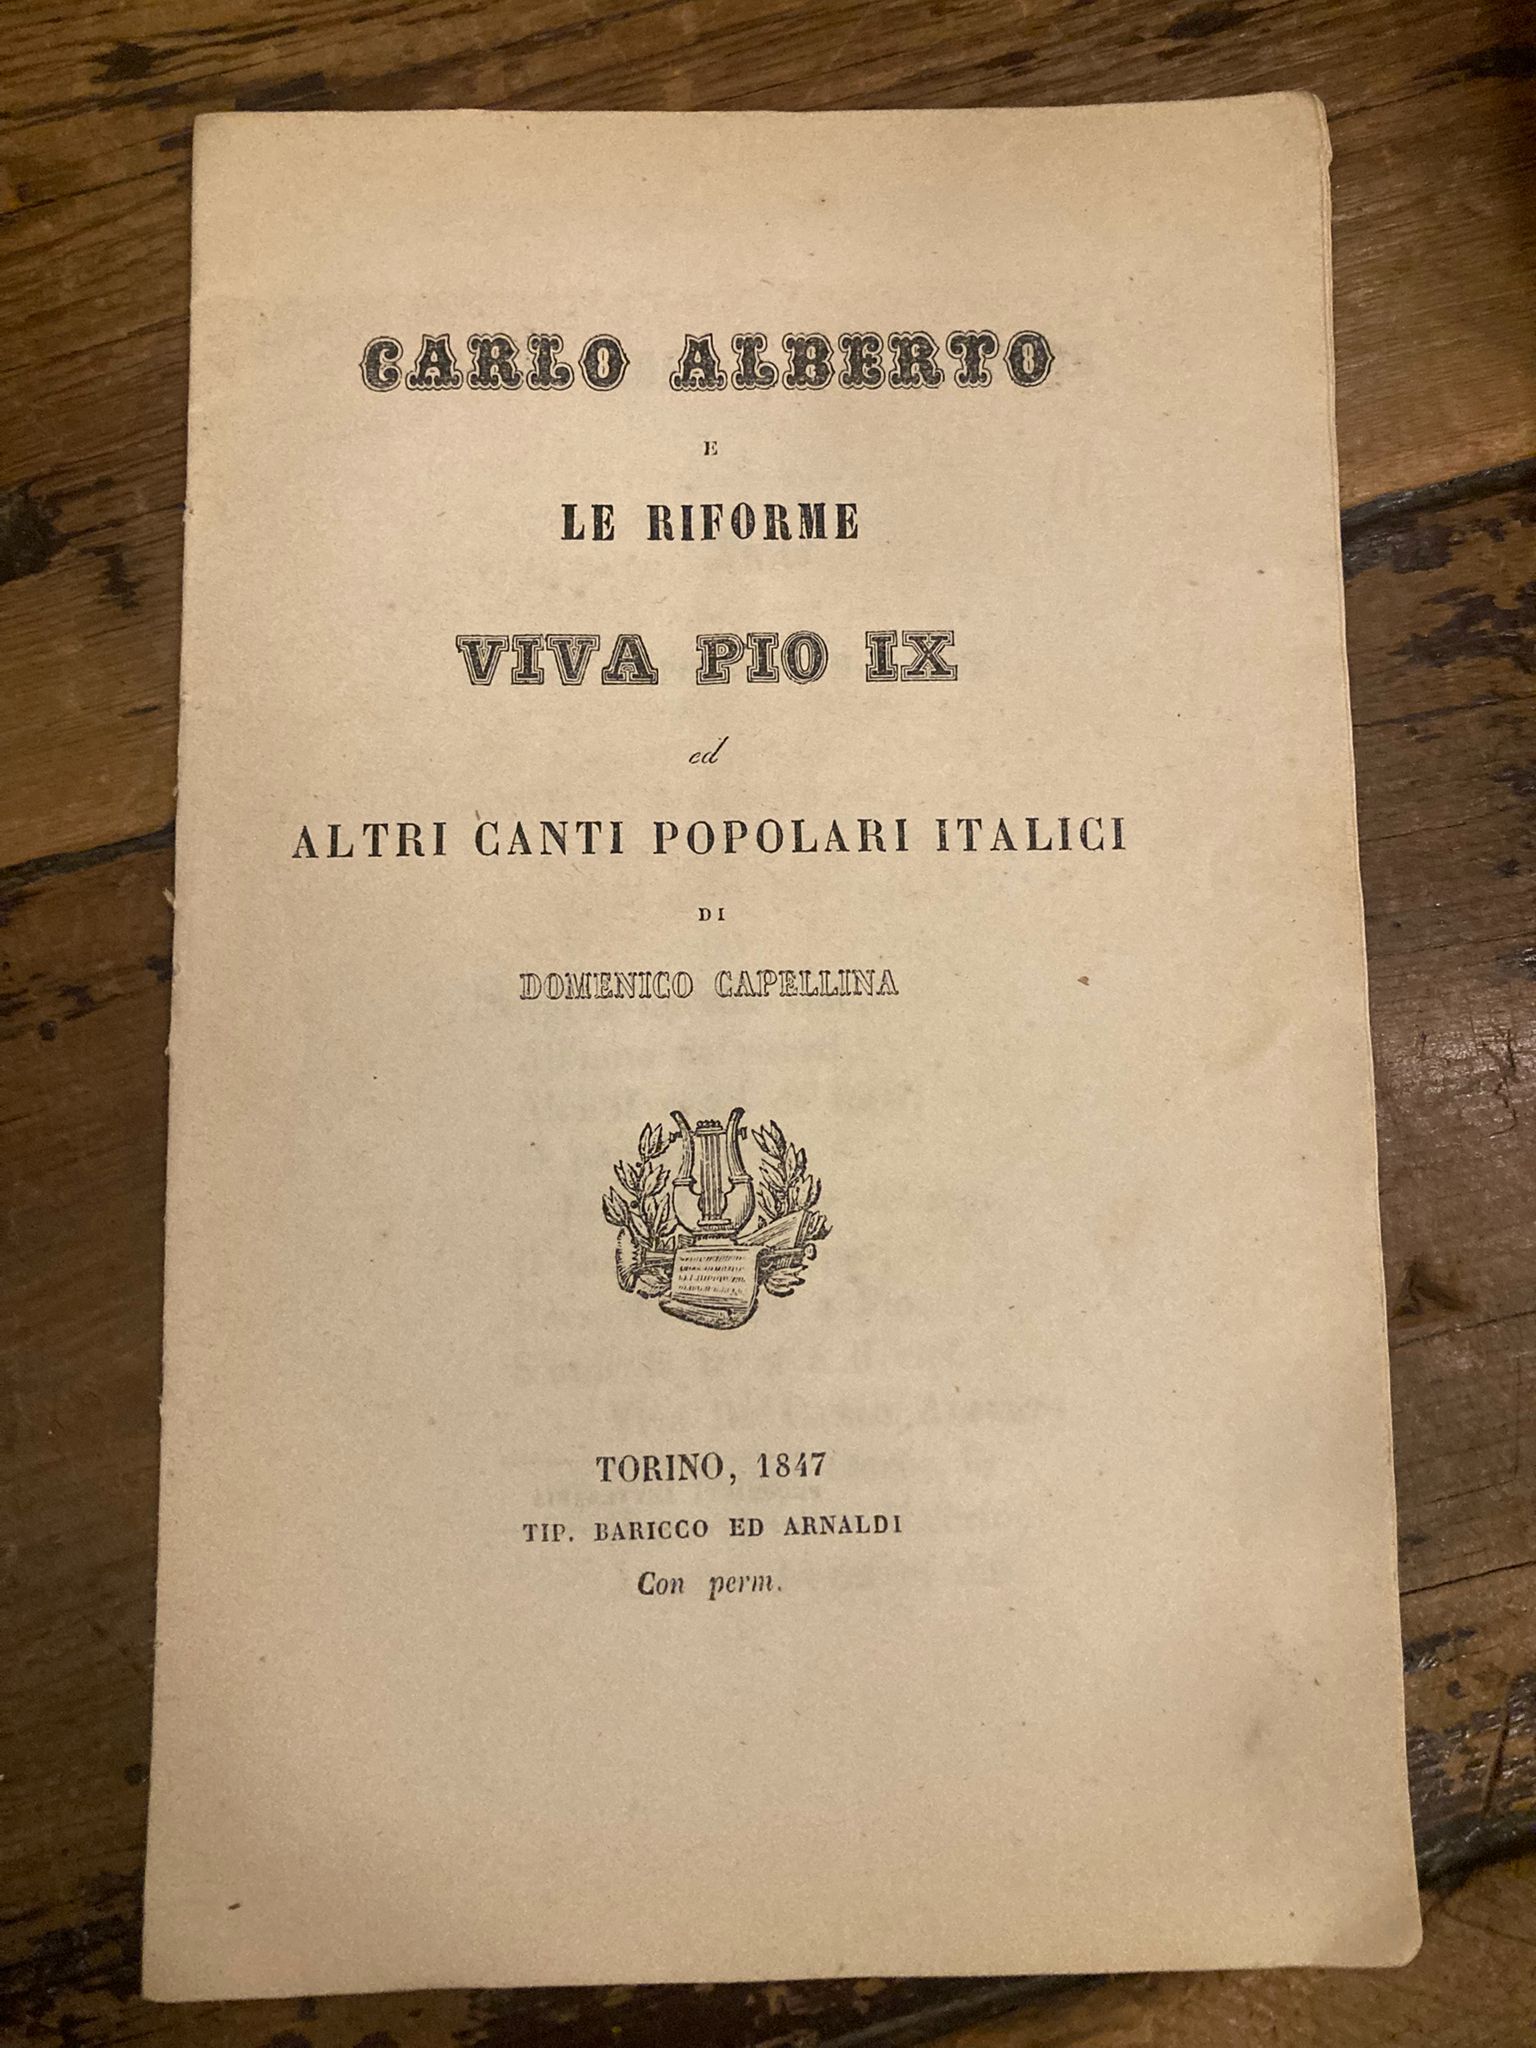 CARLO ALBERTO
E
LE RIFORME
VIVA PIO IX
ed
ALTRI CANTI POPOLARI ITALICI
DI
DOMENICO CAPELLINA
TORINO, 1847
TIP. BARICCO ED ARNALDI
Con perm.